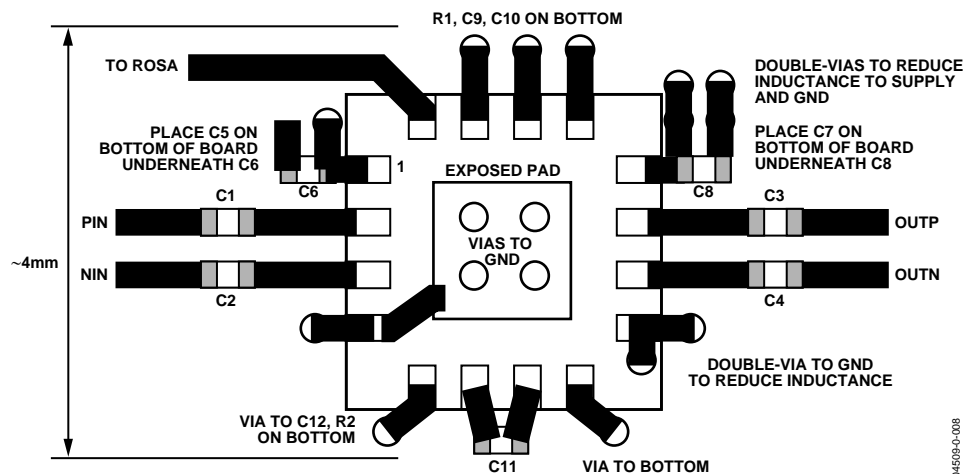 R1, C9, C10 ON BOTTOM
TO ROSA
DOUBLE-VIAS TO REDUCE
INDUCTANCE TO SUPPLY
AND GND
PLACE C5 ON
BOTTOM OF BOARD
UNDERNEATH C6
PLACE C7 ON
BOTTOM OF BOARD
UNDERNEATH C8
1
EXPOSED PAD
C6
C8
C1
C3
PIN
OUTP
VIAS TO
GND
~4mm
NIN
OUTN
C2
C4
DOUBLE-VIA TO GND
TO REDUCE INDUCTANCE
VIA TO C12, R2
ON BOTTOM
C11
VIA TO BOTTOM
04509-0-008